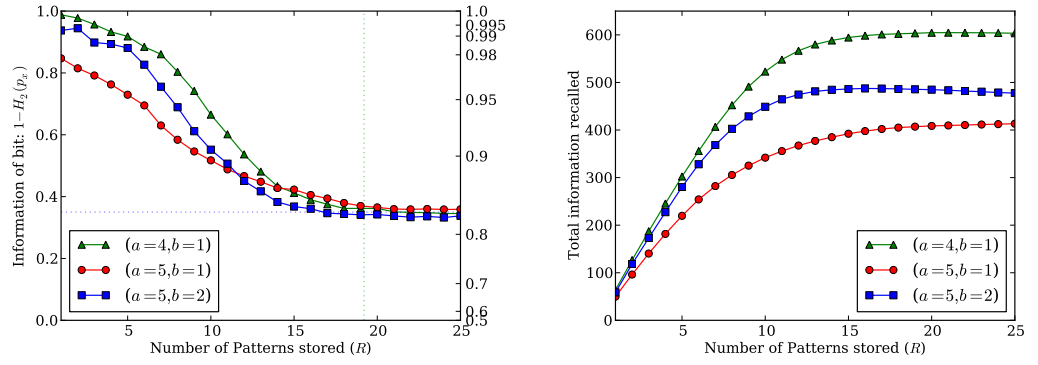 Information of bit: 1−H₂(pₓ)
1.0
0.8
0.6
0.4
0.2
0.0
1.0
0.995
0.99
0.98
0.95
0.9
0.8
0.7
0.6
0.5
(a=4,b=1)
(a=5,b=1)
(a=5,b=2)
5 10 15 20 25
Number of Patterns stored (R)
Total information recalled
600
500
400
300
200
100
0
(a=4,b=1)
(a=5,b=1)
(a=5,b=2)
5 10 15 20 25
Number of Patterns stored (R)